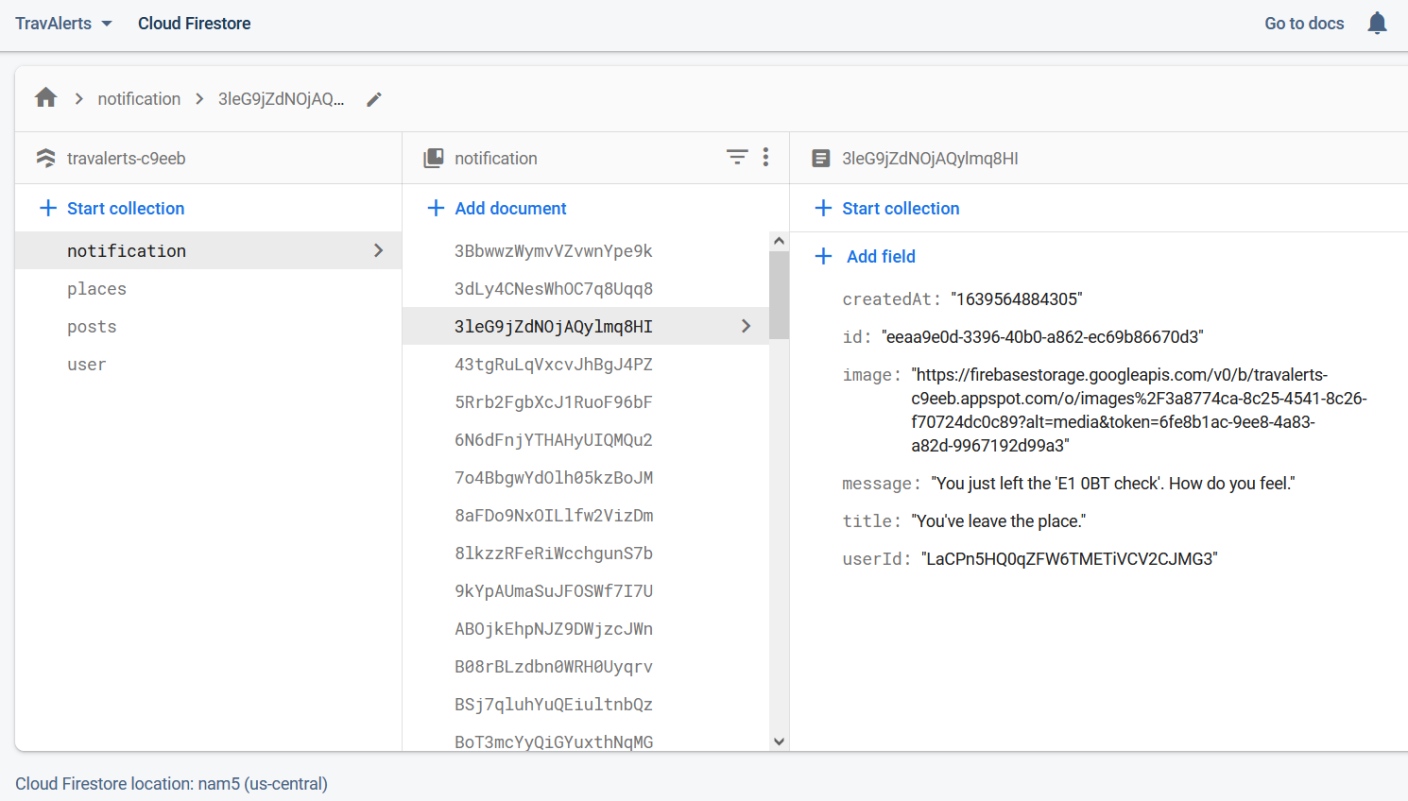 TravAlerts Cloud Firestore Go to docs
notification 3leG9jZdNOjAQ...
travalerts-c9eeb
Start collection
notification
places
posts
user
notification
Add document
3BbwwzWymvVZvwnYpe9k
3dLy4CNesWhOC7q8Uqq8
3leG9jZdNOjAQylmq8HI
43tgRuLqVxcvJhBgJ4PZ
5Rrb2FgbXcJ1RuoF96bF
6N6dFnjYTHAHyUIQMQu2
7o4BbgwYdOlh05kzBoJM
8aFDo9NxOILlfw2VizDm
8lkzzRFeRiWcchgunS7b
9kYpAUmaSuJFOSWf7I7U
ABOjkEhpNJZ9DWjzcJWn
B08rBLzdbn0WRH0Uyqrv
BSj7qluhYuQEiultnbQz
BoT3mcYyQiGYuxthNqMG
3leG9jZdNOjAQylmq8HI
Start collection
Add field
createdAt: "1639564884305"
id: "eeaa9e0d-3396-40b0-a862-ec69b86670d3"
image: "https://firebasestorage.googleapis.com/v0/b/travalerts-
c9eeb.appspot.com/o/images%2F3a8774ca-8c25-4541-8c26-
f70724dc0c89?alt=media&token=6fe8b1ac-9ee8-4a83-
a82d-9967192d99a3"
message: "You just left the 'E1 0BT check'. How do you feel."
title: "You've leave the place."
userId: "LaCPn5HQ0qZFW6TMETiVCV2CJMG3"
Cloud Firestore location: nam5 (us-central)